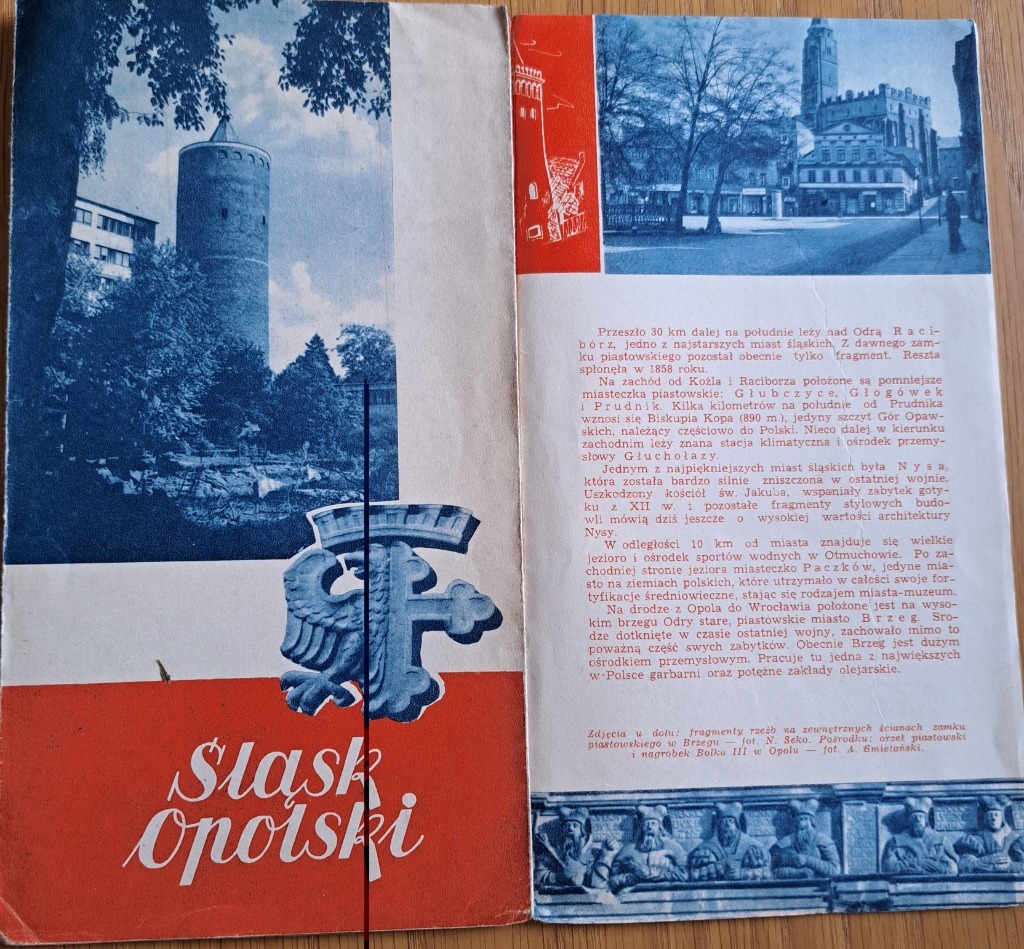 Śląsk
Opolski
Przeszło 30 km dalej na południe leży nad Odrą Raci-
bórz, jedno z najstarszych miast śląskich. Z dawnego zam-
ku piastowskiego pozostał obecnie tylko fragment. Reszta
spłonęła w 1858 roku.
Na zachód od Koźla i Raciborza położone są pomniejsze
miasteczka piastowskie: Głubczyce, Głogówek
i Prudnik. Kilka kilometrów na południe od Prudnika
wznosi się Biskupia Kopa (890 m.), jedyny szczyt Gór Opaw-
skich, należący częściowo do Polski. Nieco dalej w kierunku
zachodnim leży znana stacja klimatyczna i ośrodek przemy-
słowy Głuchołazy.
Jednym z najpiękniejszych miast śląskich była Nysa,
która została bardzo silnie zniszczona w ostatniej wojnie.
Uszkodzony kościół św. Jakuba, wspaniały zabytek goty-
ku z XII w. i pozostałe fragmenty stylowych budo-
wli mówią dziś jeszcze o wysokiej wartości architektury
Nysy.
W odległości 10 km od miasta znajduje się wielkie
jezioro i ośrodek sportów wodnych w Otmuchowie. Po za-
chodniej stronie jeziora miasteczko Paczków, jedyne mia-
sto na ziemiach polskich, które utrzymało w całości swoje for-
tyfikacje średniowieczne, stając się rodzajem miasta-muzeum.
Na drodze z Opola do Wrocławia położone jest na wyso-
kim brzegu Odry stare, piastowskie miasto Brzeg. Sro-
dze dotknięte w czasie ostatniej wojny, zachowało mimo to
poważną część swych zabytków. Obecnie Brzeg jest dużym
ośrodkiem przemysłowym. Pracuje tu jedna z największych
w Polsce garbarni oraz potężne zakłady olejarskie.
Zdjęcia u dołu: fragmenty rzeźb na zewnętrznych ścianach zamku
piastowskiego w Brzegu — fot. N. Seko. Pośrodku: orzeł piastowski
i nagrobek Bolka III w Opolu — fot. A. Śmietański.